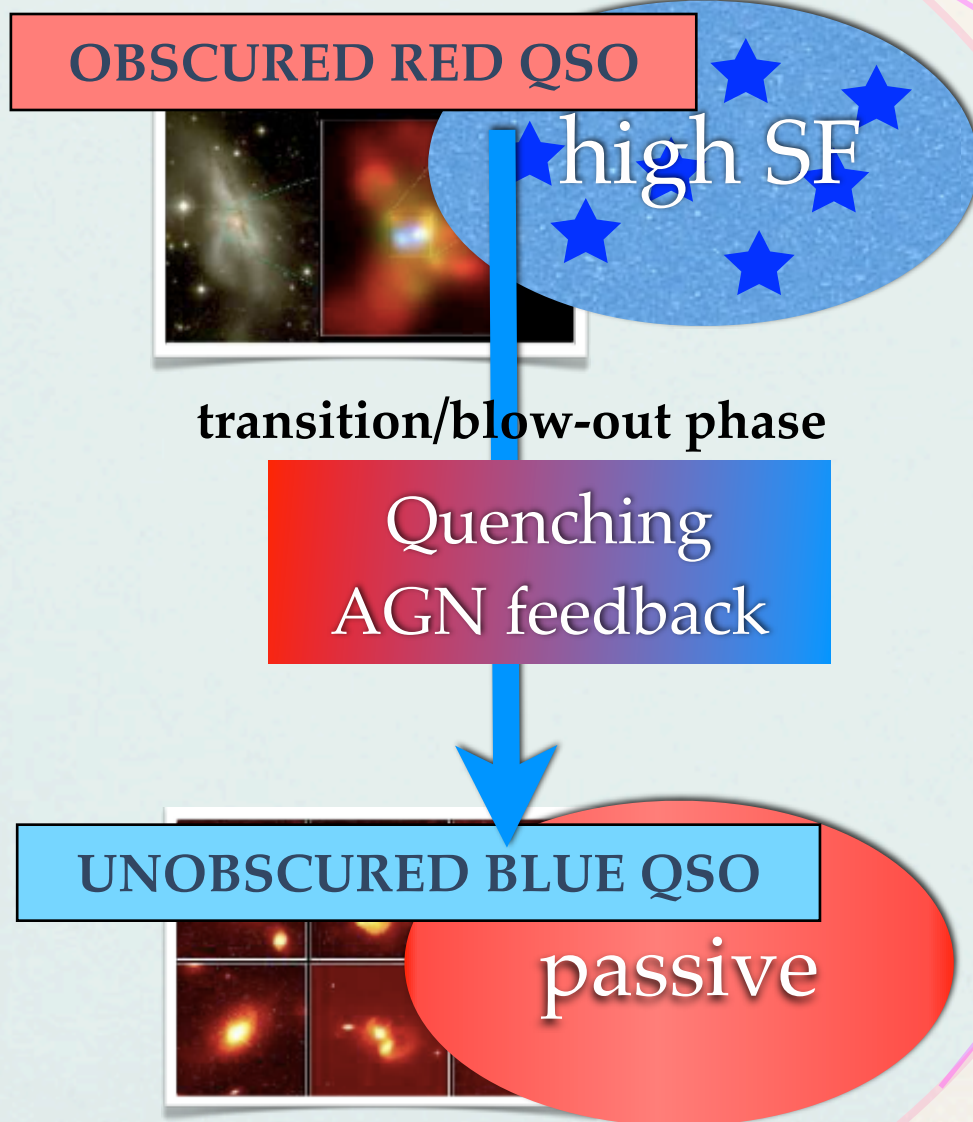 OBSCURED RED QSO
high SF
transition/blow-out phase
Quenching
AGN feedback
UNOBSCURED BLUE QSO
passive